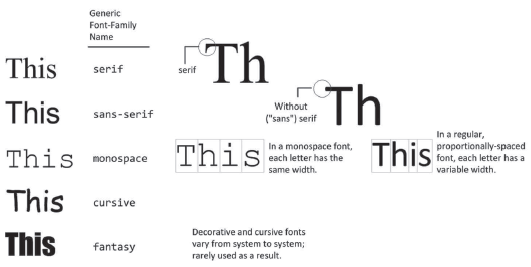 Generic
Font-Family
Name
This serif
serif Th
This sans-serif
Without
("sans") serif Th
This monospace
This
In a monospace font,
each letter has the
same width.
This
In a regular,
proportionally-spaced
font, each letter has a
variable width.
This cursive
This fantasy
Decorative and cursive fonts
vary from system to system;
rarely used as a result.